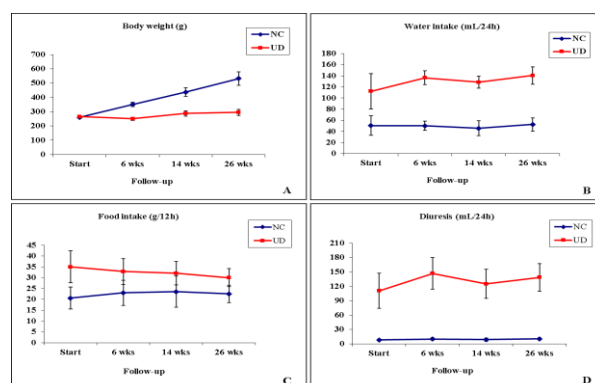 Body weight (g)
NC
UD
700
600
500
400
300
200
100
0
Start 6 wks 14 wks 26 wks
Follow-up
A
Water intake (mL/24h)
NC
UD
180
160
140
120
100
80
60
40
20
0
Start 6 wks 14 wks 26 wks
Follow-up
B
Food intake (g/12h)
NC
UD
45
40
35
30
25
20
15
10
5
0
Start 6 wks 14 wks 26 wks
Follow-up
C
Diuresis (mL/24h)
NC
UD
210
180
150
120
90
60
30
0
Start 6 wks 14 wks 26 wks
Follow-up
D